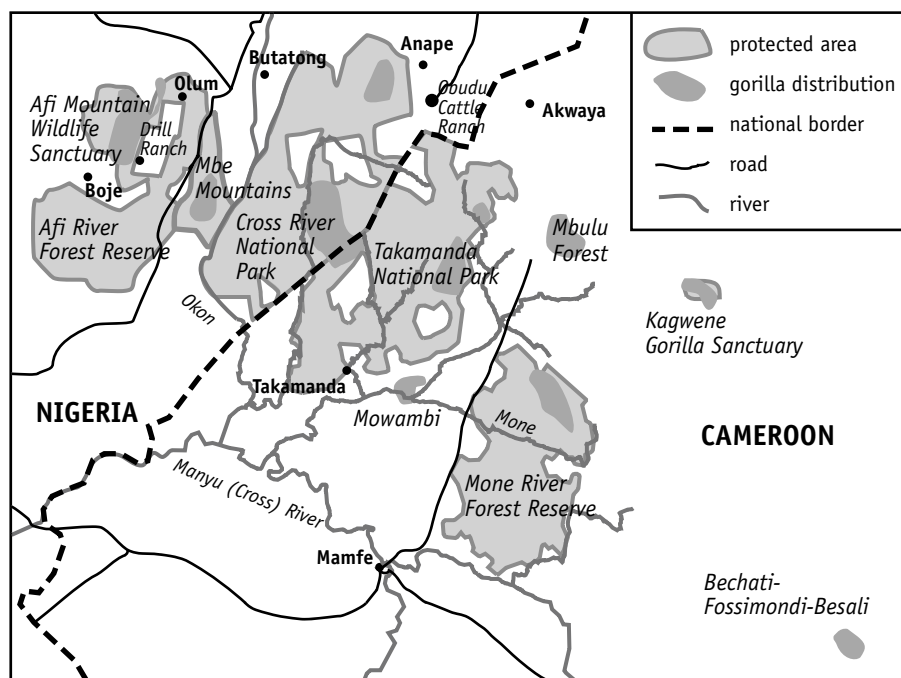 Anape
Butatong
Olum
Obudu
Cattle
Ranch
Akwaya
Afi Mountain
Wildlife
Sanctuary
Drill
Ranch
Boje
Mbe
Mountains
Afi River
Forest Reserve
Cross River
National
Park
Takamanda
National Park
Mbulu
Forest
Okon
Kagwene
Gorilla Sanctuary
Takamanda
Mowambi
Mone
NIGERIA
CAMEROON
Manyu (Cross) River
Mone River
Forest Reserve
Mamfe
Bechati-
Fossimondi-Besali
protected area
gorilla distribution
national border
road
river